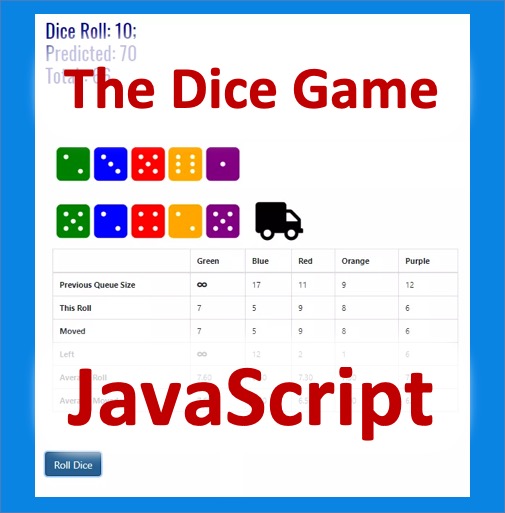 Dice Roll: 10;
Predicted: 70
The Dice Game
Green Blue Red Orange Purple
Previous Queue Size ∞ 17 11 9 12
This Roll 7 5 9 8 6
Moved 7 5 9 8 6
Left ∞ 12 2 1 6
JavaScript
Roll Dice